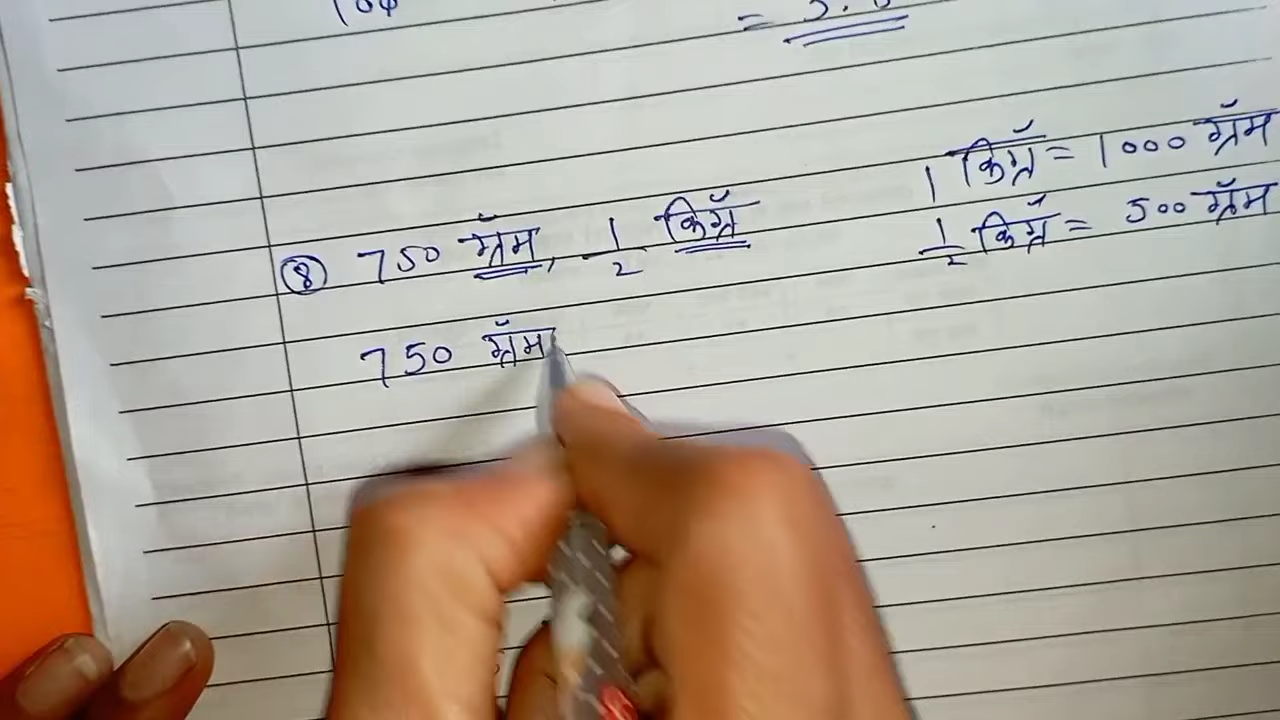 1 किग्रॅ = 1000 ग्रॅम
1/2 किग्रॅ = 500 ग्रॅम
⑧ 750 ग्रॅम, 1/2 किग्रॅ
750 ग्रॅम